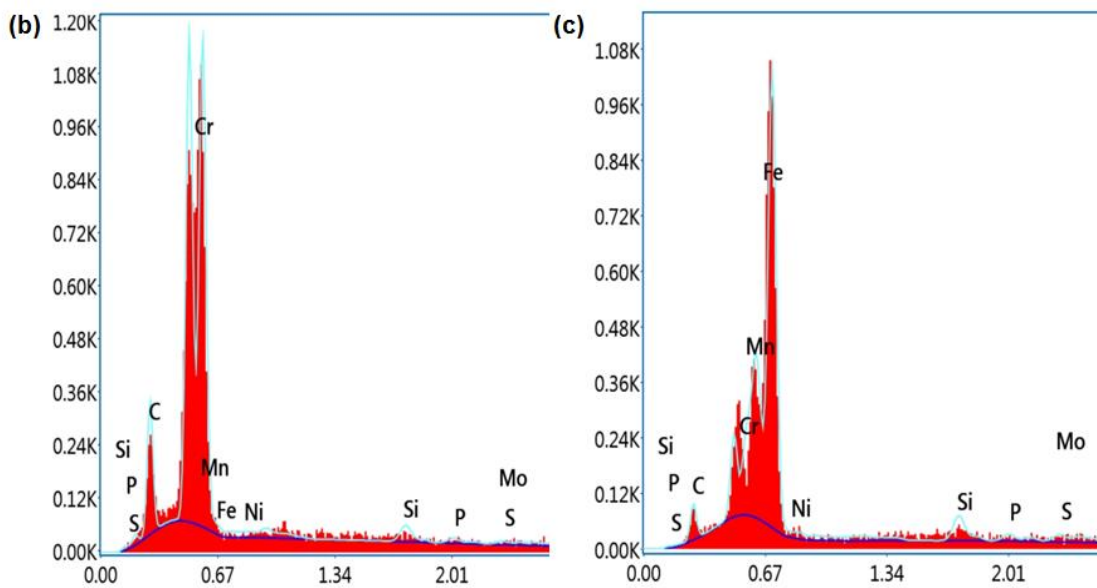 (b)
1.20K
1.08K
0.96K
0.84K
0.72K
0.60K
0.48K
0.36K
0.24K
0.12K
0.00K
Cr
C
Si
P
S
Mn
Fe
Ni
Si
P
Mo
S
0.00
0.67
1.34
2.01
(c)
1.08K
0.96K
0.84K
0.72K
0.60K
0.48K
0.36K
0.24K
0.12K
0.00K
Fe
Mn
Cr
Si
P
C
S
Ni
Si
P
Mo
S
0.00
0.67
1.34
2.01